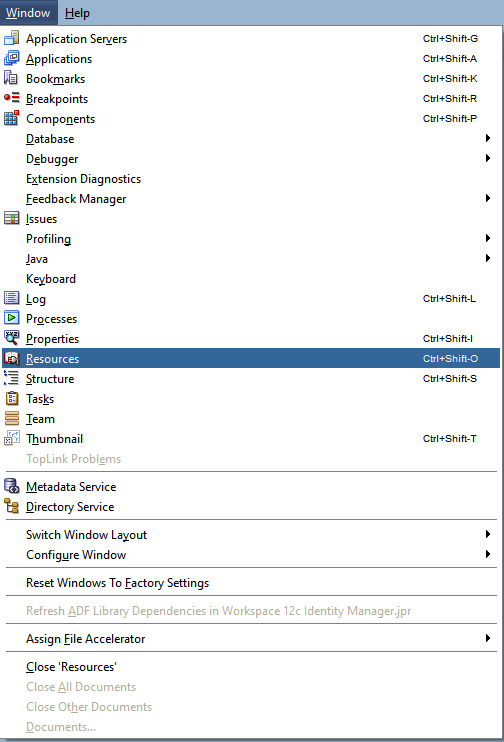 Window Help
Application Servers Ctrl+Shift-G
Applications Ctrl+Shift-A
Bookmarks Ctrl+Shift-K
Breakpoints Ctrl+Shift-R
Components Ctrl+Shift-P
Database
Debugger
Extension Diagnostics
Feedback Manager
Issues
Profiling
Java
Keyboard
Log Ctrl+Shift-L
Processes
Properties Ctrl+Shift-I
Resources Ctrl+Shift-O
Structure Ctrl+Shift-S
Tasks
Team
Thumbnail Ctrl+Shift-T
TopLink Problems
Metadata Service
Directory Service
Switch Window Layout
Configure Window
Reset Windows To Factory Settings
Refresh ADF Library Dependencies in Workspace 12c Identity Manager.jpr
Assign File Accelerator
Close 'Resources'
Close All Documents
Close Other Documents
Documents...